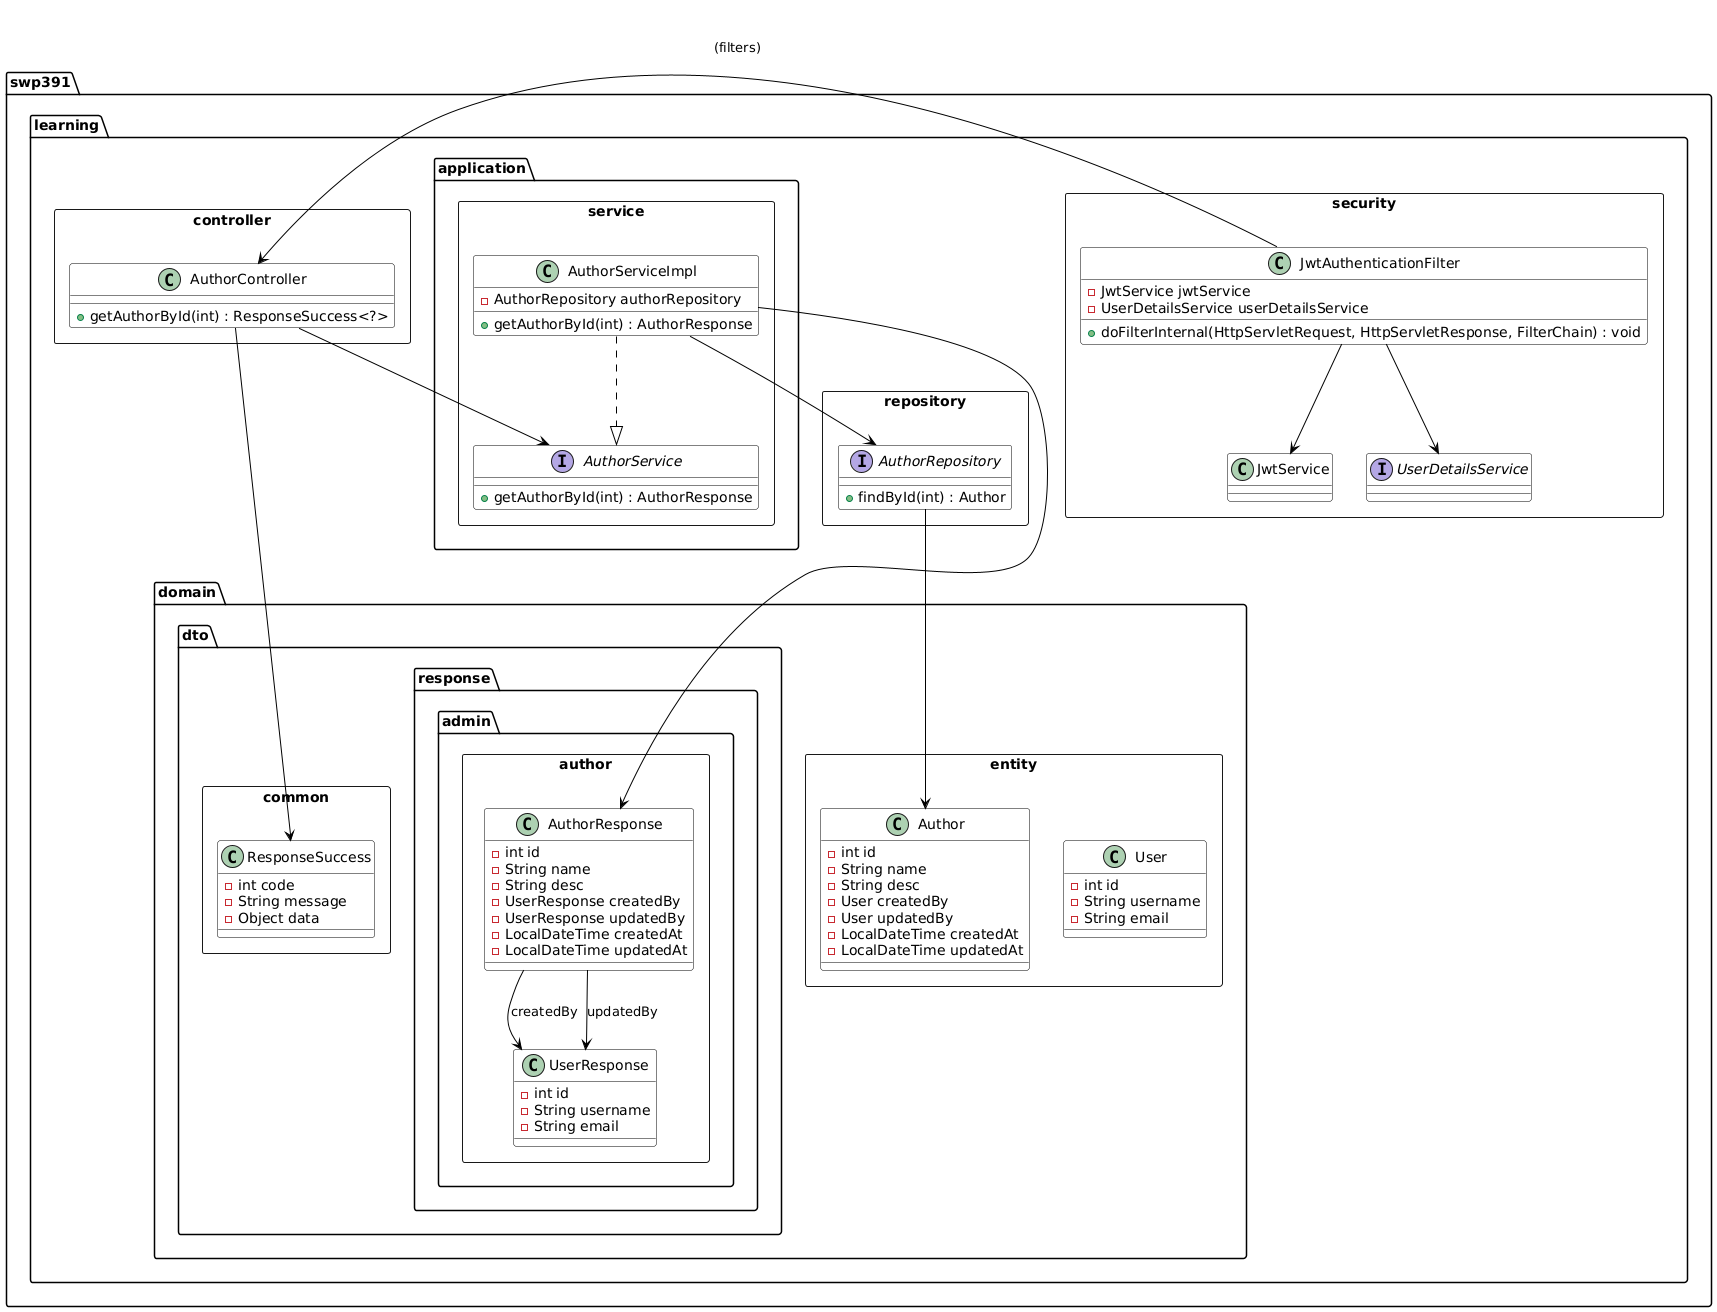 (filters)
swp391
learning
application
controller
service
security
C AuthorController
getAuthorById(int) : ResponseSuccess<?>
C AuthorServiceImpl
AuthorRepository authorRepository
getAuthorById(int) : AuthorResponse
C JwtAuthenticationFilter
JwtService jwtService
UserDetailsService userDetailsService
doFilterInternal(HttpServletRequest, HttpServletResponse, FilterChain) : void
repository
I AuthorService
getAuthorById(int) : AuthorResponse
I AuthorRepository
findById(int) : Author
C JwtService
I UserDetailsService
domain
dto
response
admin
common
author
entity
C ResponseSuccess
int code
String message
Object data
C AuthorResponse
int id
String name
String desc
UserResponse createdBy
UserResponse updatedBy
LocalDateTime createdAt
LocalDateTime updatedAt
C Author
int id
String name
String desc
User createdBy
User updatedBy
LocalDateTime createdAt
LocalDateTime updatedAt
C User
int id
String username
String email
createdBy
updatedBy
C UserResponse
int id
String username
String email